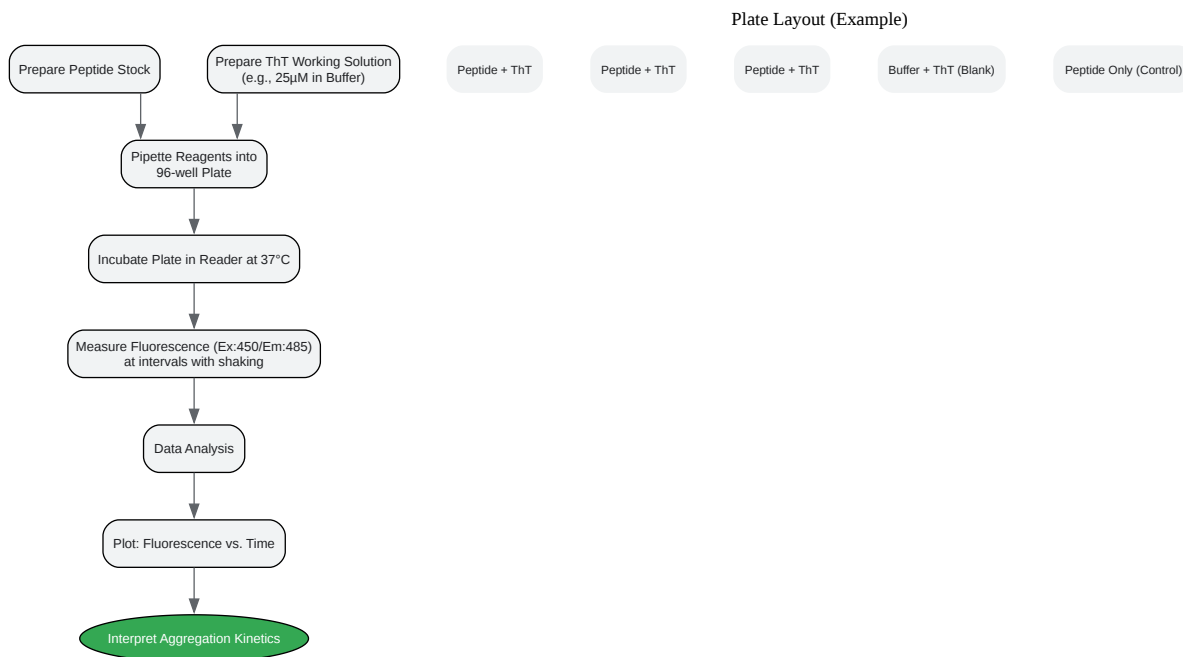 Plate Layout (Example)
Prepare Peptide Stock
Prepare ThT Working Solution
(e.g., 25µM in Buffer)
Peptide + ThT
Peptide + ThT
Peptide + ThT
Buffer + ThT (Blank)
Peptide Only (Control)
Pipette Reagents into
96-well Plate
Incubate Plate in Reader at 37°C
Measure Fluorescence (Ex:450/Em:485)
at intervals with shaking
Data Analysis
Plot: Fluorescence vs. Time
Interpret Aggregation Kinetics